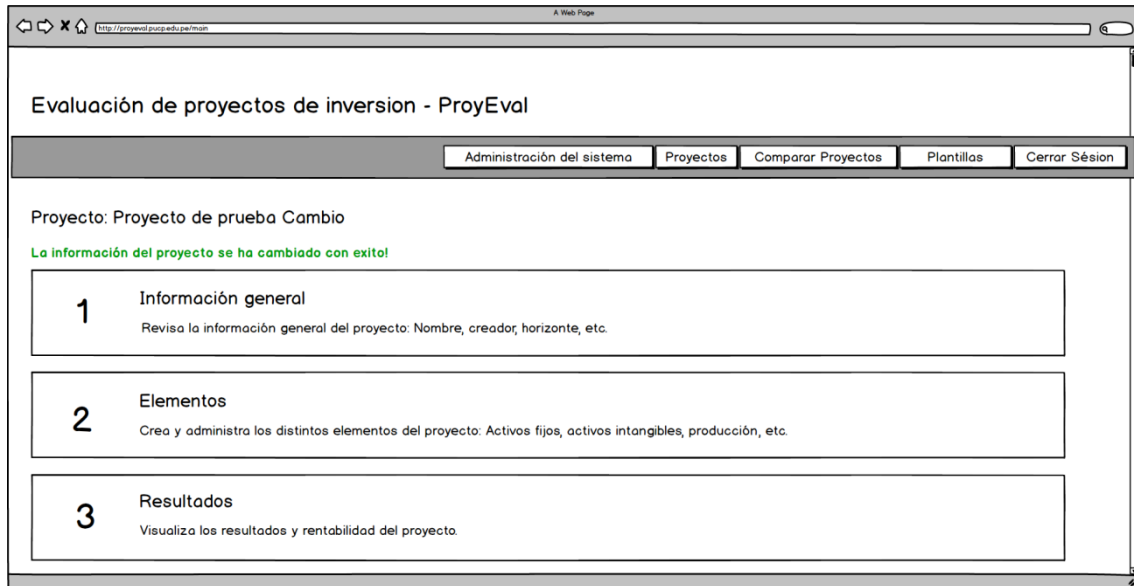 A Web Page
http://proyeval.pucp.edu.pe/main
Evaluación de proyectos de inversion - ProyEval
Administración del sistema Proyectos Comparar Proyectos Plantillas Cerrar Sésion
Proyecto: Proyecto de prueba Cambio
La información del proyecto se ha cambiado con exito!
1
Información general
Revisa la información general del proyecto: Nombre, creador, horizonte, etc.
2
Elementos
Crea y administra los distintos elementos del proyecto: Activos fijos, activos intangibles, producción, etc.
3
Resultados
Visualiza los resultados y rentabilidad del proyecto.